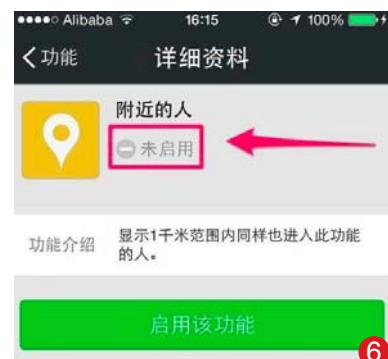 Alibaba 16:15 100%
功能 详细资料
附近的人
未启用
功能介绍 显示1千米范围内同样也进入此功能
的人。
启用该功能
6